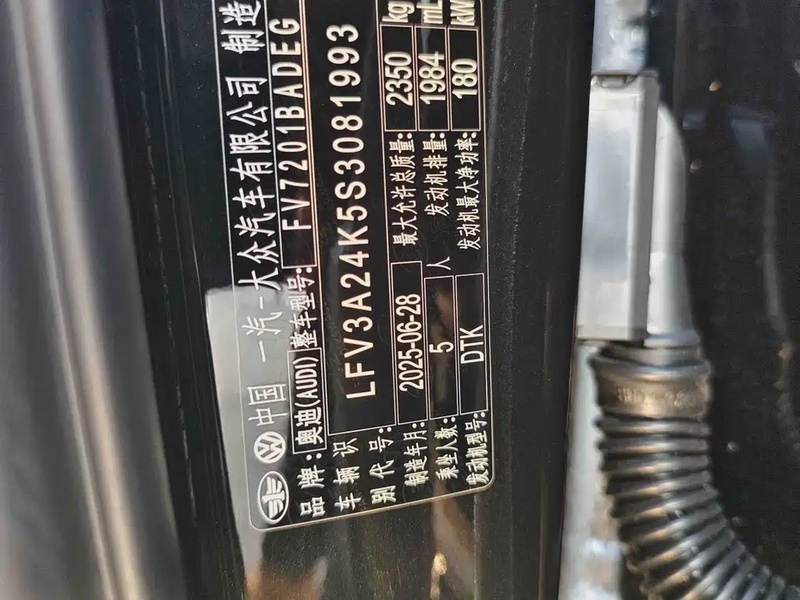 中国 一汽-大众汽车有限公司 制造
品牌:奥迪(AUDI) 整车型号: FV7201BADEG
车辆识别代号: LFV3A24K5S3081993
制造年月: 2025-06-28 最大允许总质量: 2350 kg
乘坐人数: 5 人 发动机排量: 1984 mL
发动机型号: DTK 发动机最大净功率: 180 kW